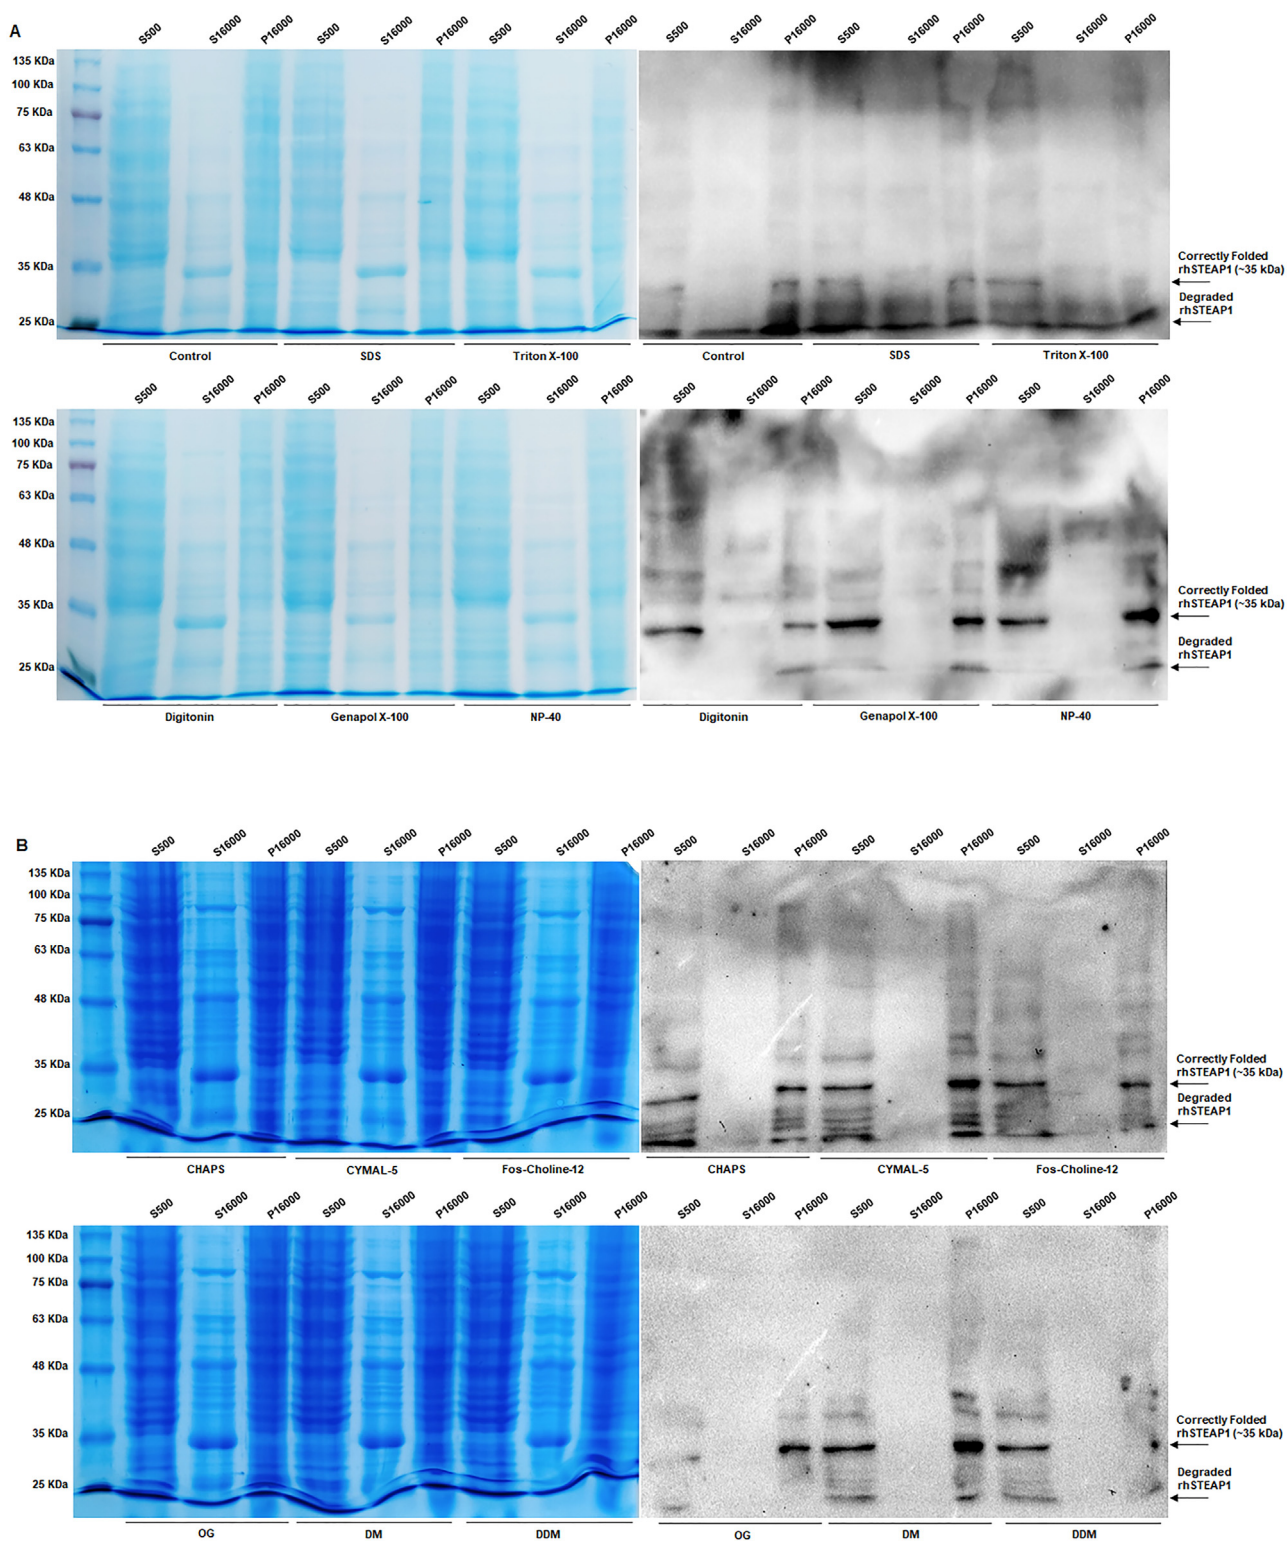 A
S500 S16000 P16000 S500 S16000 P16000 S500 S16000 P16000 S500 S16000 P16000 S500 S16000 P16000 S500 S16000 P16000
135 KDa
100 KDa
75 KDa
63 KDa
48 KDa
35 KDa
25 KDa
Correctly Folded
rhSTEAP1 (~35 kDa)
Degraded
rhSTEAP1
Control SDS Triton X-100 Control SDS Triton X-100
S500 S16000 P16000 S500 S16000 P16000 S500 S16000 P16000 S500 S16000 P16000 S500 S16000 P16000 S500 S16000 P16000
135 KDa
100 KDa
75 KDa
63 KDa
48 KDa
35 KDa
25 KDa
Correctly Folded
rhSTEAP1 (~35 kDa)
Degraded
rhSTEAP1
Digitonin Genapol X-100 NP-40 Digitonin Genapol X-100 NP-40
B
S500 S16000 P16000 S500 S16000 P16000 S500 S16000 P16000 S500 S16000 P16000 S500 S16000 P16000 S500 S16000 P16000
135 KDa
100 KDa
75 KDa
63 KDa
48 KDa
35 KDa
25 KDa
Correctly Folded
rhSTEAP1 (~35 kDa)
Degraded
rhSTEAP1
CHAPS CYMAL-5 Fos-Choline-12 CHAPS CYMAL-5 Fos-Choline-12
S500 S16000 P16000 S500 S16000 P16000 S500 S16000 P16000 S500 S16000 P16000 S500 S16000 P16000 S500 S16000 P16000
135 KDa
100 KDa
75 KDa
63 KDa
48 KDa
35 KDa
25 KDa
Correctly Folded
rhSTEAP1 (~35 kDa)
Degraded
rhSTEAP1
OG DM DDM OG DM DDM